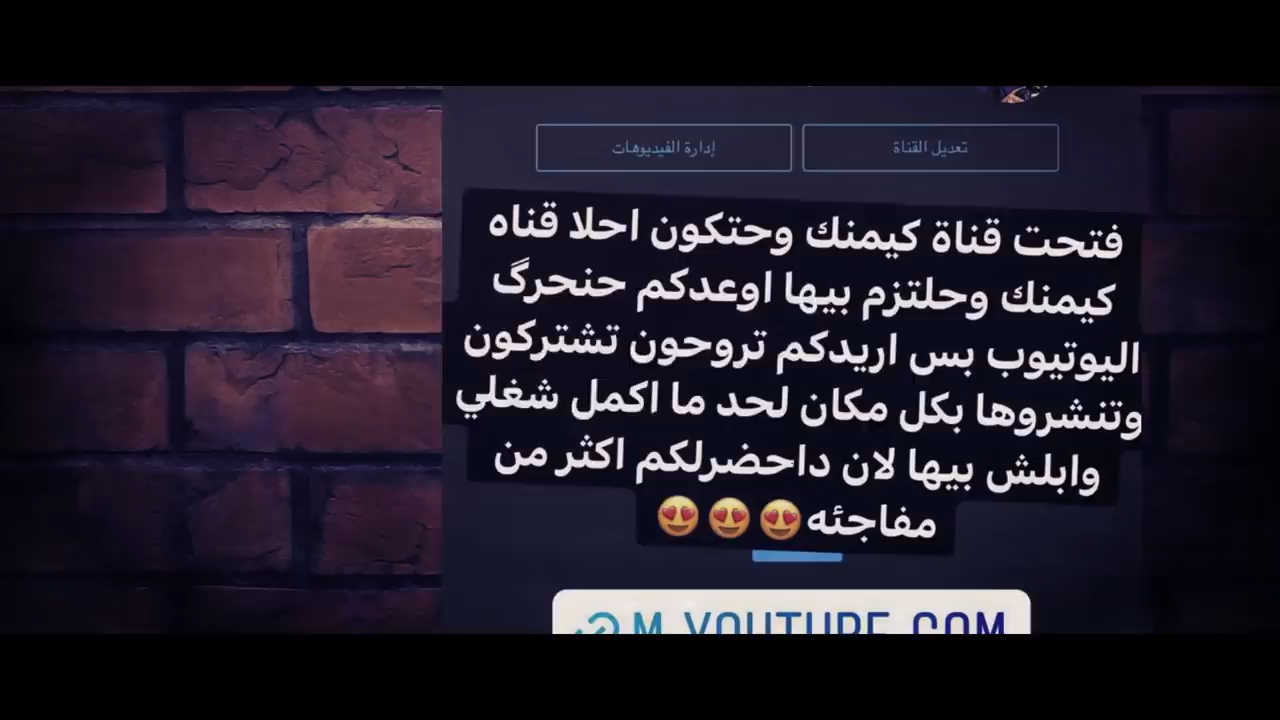 تعديل القناة
إدارة الفيديوهات
فتحت قناة كيمنك وحتكون احلا قناه
كيمنك وحلتزم بيها اوعدكم حنحرگ
اليوتيوب بس اريدكم تروحون تشتركون
وتنشروها بكل مكان لحد ما اكمل شغلي
وابلش بيها لان داحضرلكم اكثر من
مفاجئه😍😍😍
M.YOUTUBE.COM